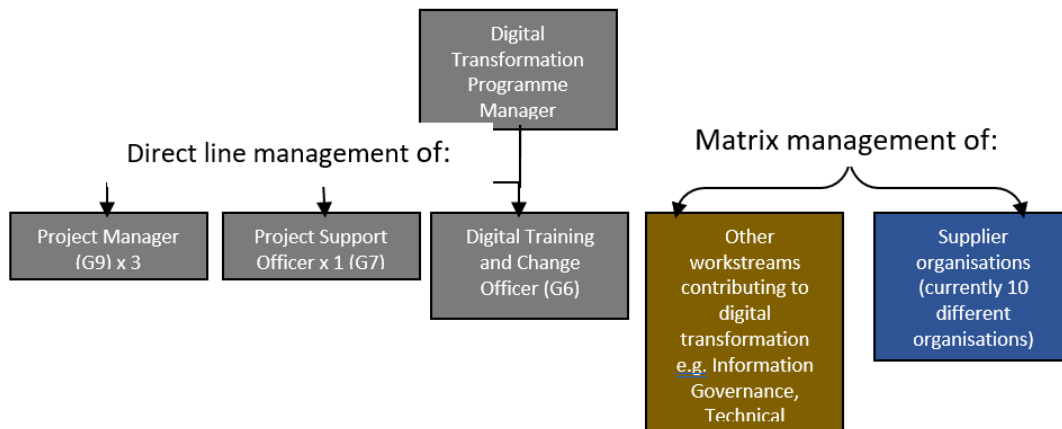 Digital
Transformation
Programme
Manager
Direct line management of:
Matrix management of:
Project Manager
(G9) x 3
Project Support
Officer x 1 (G7)
Digital Training
and Change
Officer (G6)
Other
workstreams
contributing to
digital
transformation
e.g. Information
Governance,
Technical
Supplier
organisations
(currently 10
different
organisations)